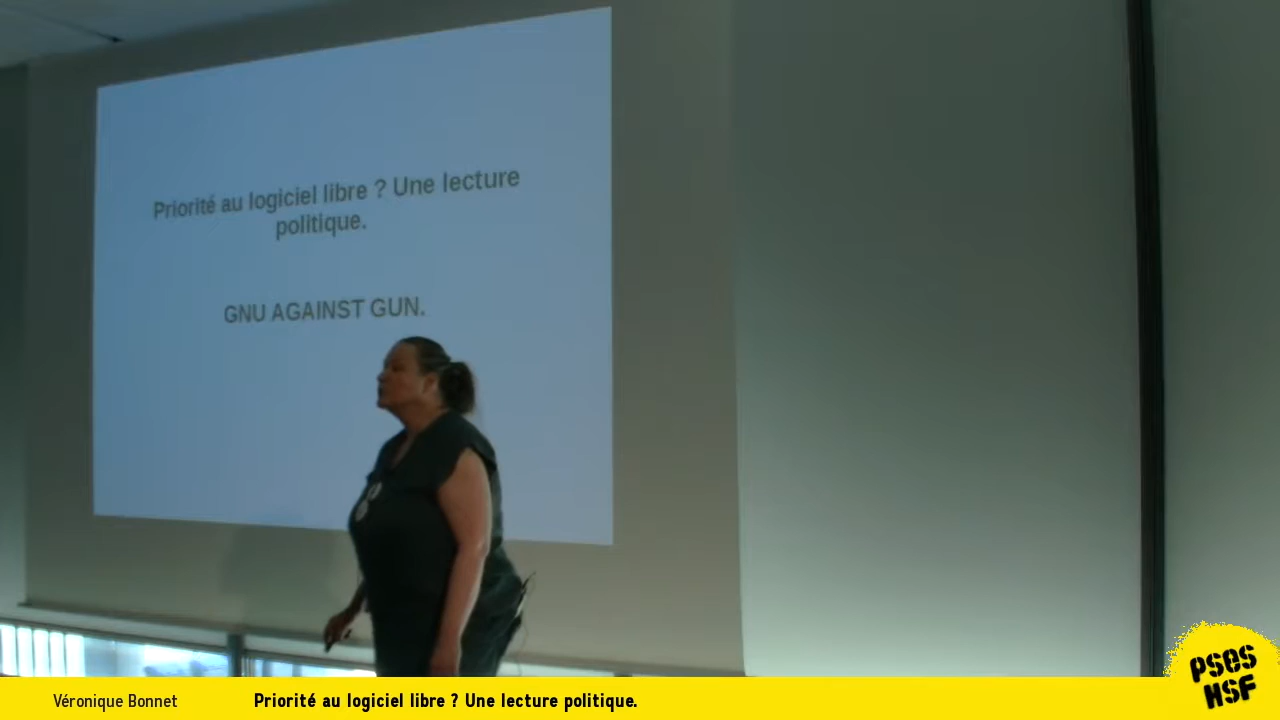 Priorité au logiciel libre ? Une lecture
politique.
GNU AGAINST GUN.
Véronique Bonnet
Priorité au logiciel libre ? Une lecture politique.
PSES
HSF